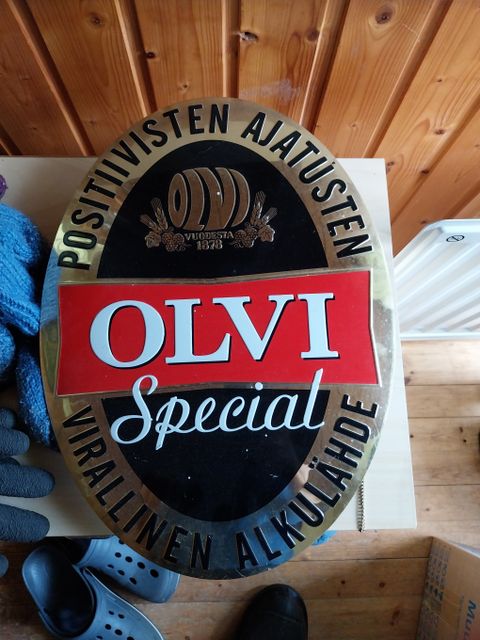 POSITIIVISTEN AJATUSTEN
OLVI
VUODESTA
1878
OLVI
Special
VIRALLINEN ALKULÄHDE